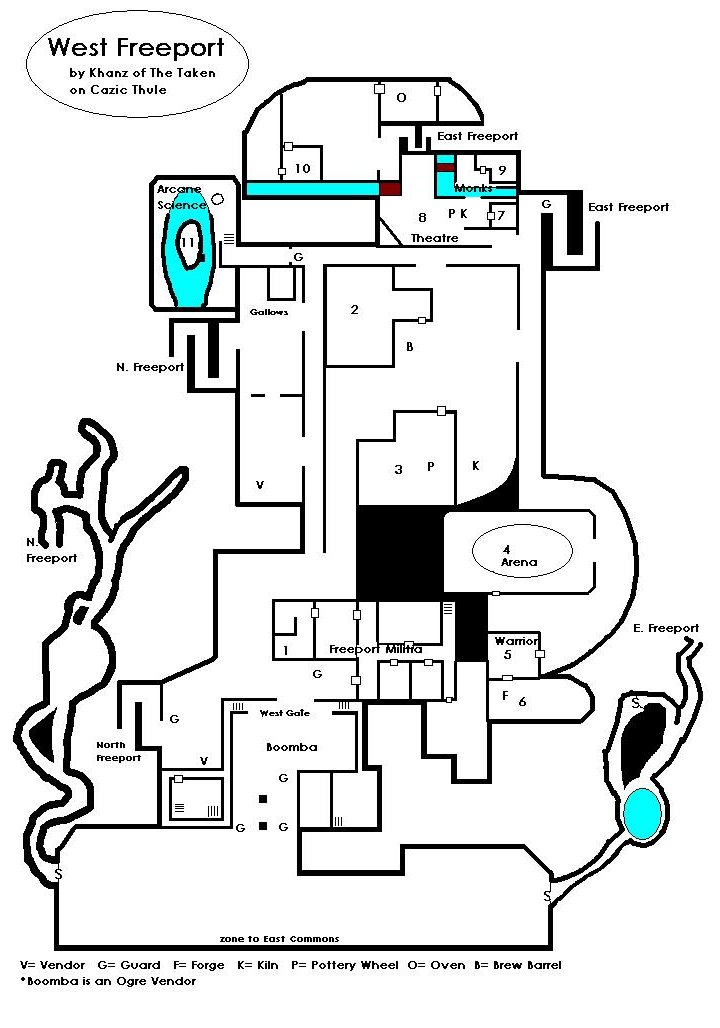 West Freeport
by Khanz of The Taken
on Cazic Thule
O
East Freeport
10
9
Arcane
Science
Monks
8
P K
7
G
East Freeport
11
Theatre
G
Gallows
2
B
N. Freeport
3
P
K
V
N.
Freeport
4
Arena
E. Freeport
Warrior
5
1
Freeport Militia
G
F
6
S
West Gate
G
North
Freeport
Boomba
V
G
G
G
S
S
zone to East Commons
V= Vendor G= Guard F= Forge K= Kiln P= Pottery Wheel O= Oven B= Brew Barrel
*Boomba is an Ogre Vendor